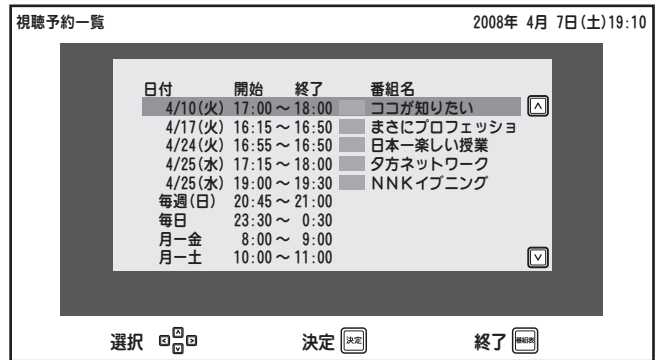 視聴予約一覧 2008年 4月 7日(土)19:10
日付 開始 終了 番組名
4/10(火) 17:00～18:00 ココが知りたい
4/17(火) 16:15～16:50 まさにプロフェッショ
4/24(火) 16:55～16:50 日本一楽しい授業
4/25(水) 17:15～18:00 夕方ネットワーク
4/25(水) 19:00～19:30 NNKイブニング
毎週(日) 20:45～21:00
毎日 23:30～ 0:30
月ー金 8:00～ 9:00
月ー土 10:00～11:00
選択 決定 決定 終了 番組表